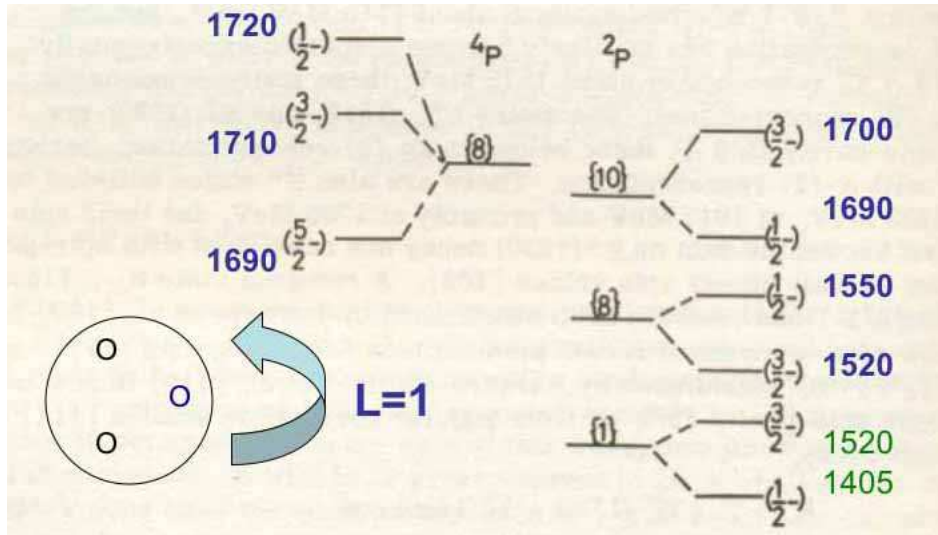 1720 (1/2-) ⁴P ²P
(3/2-) (3/2-) 1700
1710 {8} {10}
1690
(5/2-) (1/2-)
1690
(1/2-) 1550
{8}
O (3/2-) 1520
O L=1
{1} (3/2-)
O 1520
1405
(1/2-)